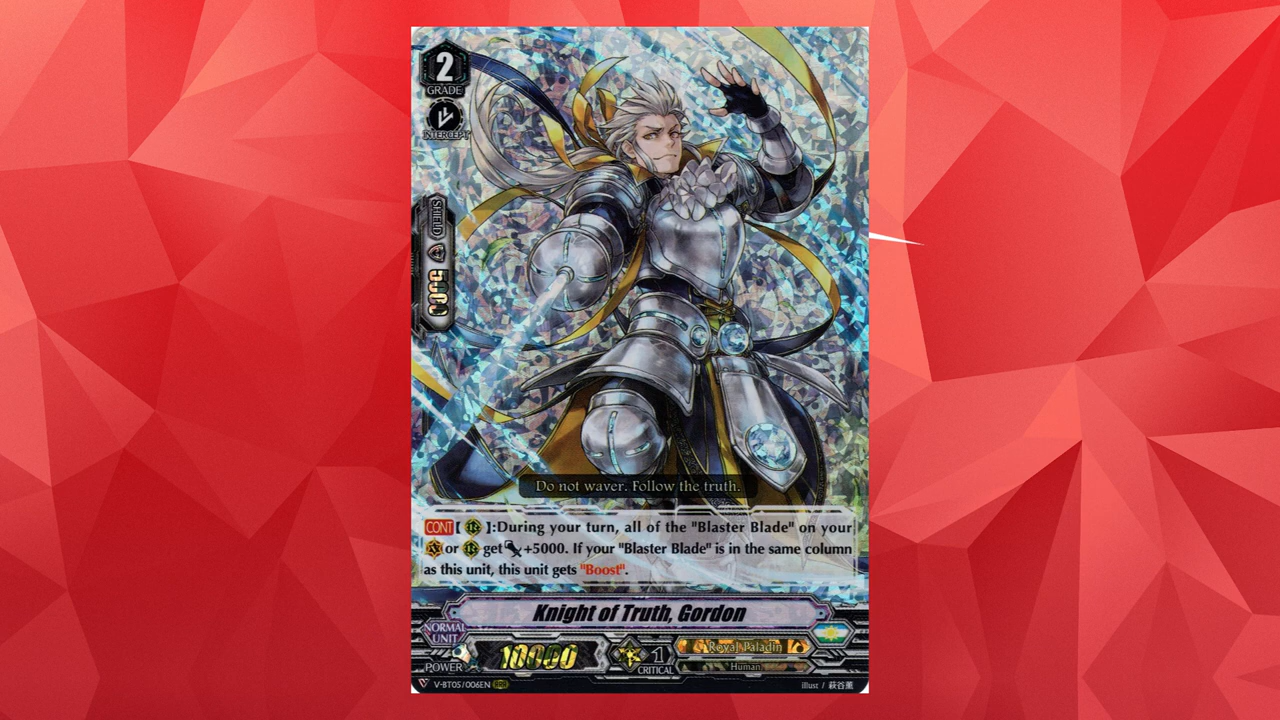 2
GRADE
INTERCEPT
SHIELD
5000
Do not waver. Follow the truth.
CONT【 】:During your turn, all of the "Blaster Blade" on your
or get +5000. If your "Blaster Blade" is in the same column
as this unit, this unit gets "Boost".
Knight of Truth, Gordon
NORMAL
UNIT
POWER
10000
1
CRITICAL
Royal Paladin
Human
V-BT05/006EN RRR
illust / 萩谷薫